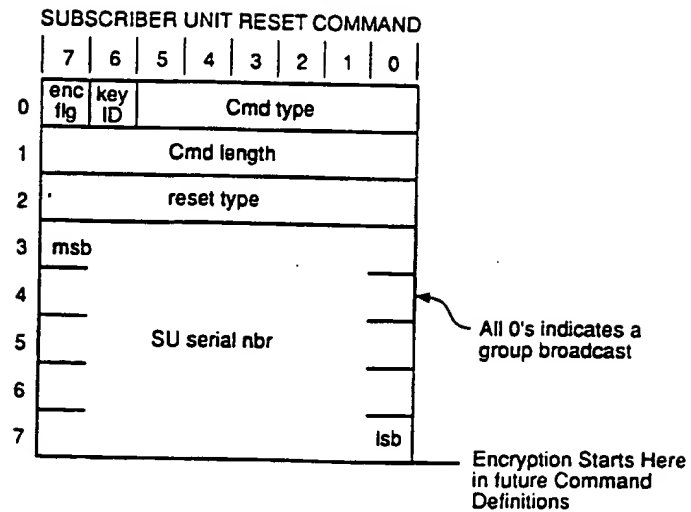 SUBSCRIBER UNIT RESET COMMAND
7 6 5 4 3 2 1 0
0 enc flg key ID Cmd type
1 Cmd length
2 reset type
3 msb
4
All 0's indicates a
group broadcast
5 SU serial nbr
6
7 lsb
Encryption Starts Here
in future Command
Definitions